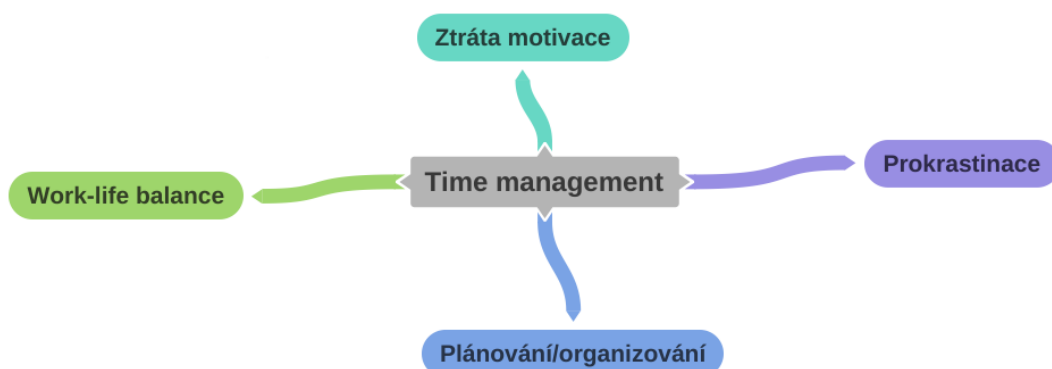 Ztráta motivace
Prokrastinace
Time management
Work-life balance
Plánování/organizování